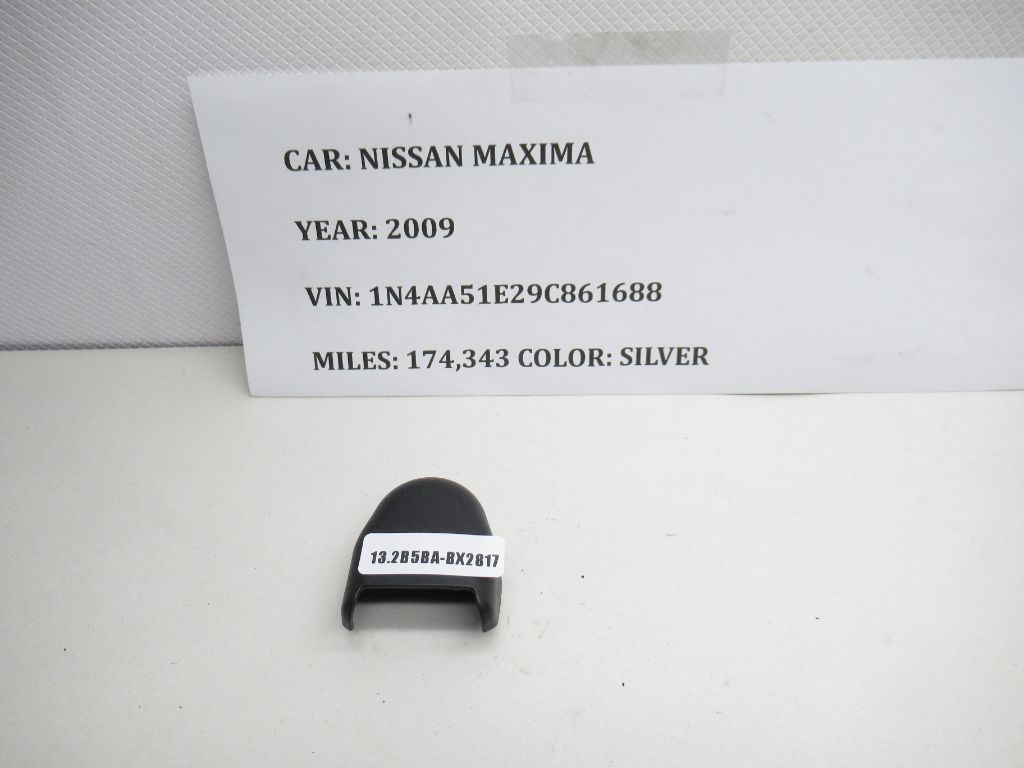 CAR: NISSAN MAXIMA
YEAR: 2009
VIN: 1N4AA51E29C861688
MILES: 174,343 COLOR: SILVER
13.2B5BA-BX2817